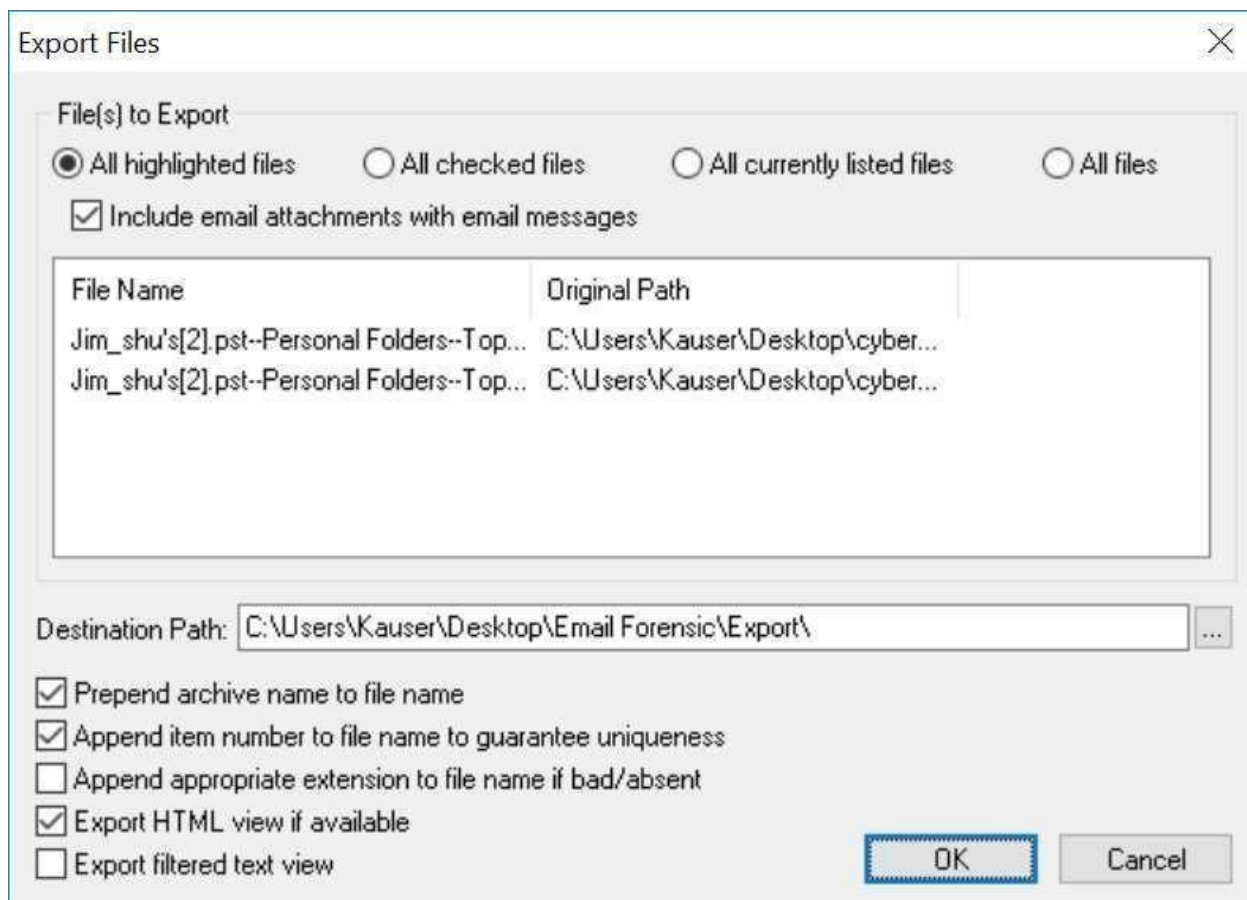 Export Files
File(s) to Export
All highlighted files All checked files All currently listed files All files
Include email attachments with email messages
File Name Original Path
Jim_shu's[2].pst--Personal Folders--Top... C:\Users\Kauser\Desktop\cyber...
Jim_shu's[2].pst--Personal Folders--Top... C:\Users\Kauser\Desktop\cyber...
Destination Path: C:\Users\Kauser\Desktop\Email Forensic\Export\ ...
Prepend archive name to file name
Append item number to file name to guarantee uniqueness
Append appropriate extension to file name if bad/absent
Export HTML view if available
Export filtered text view
OK Cancel